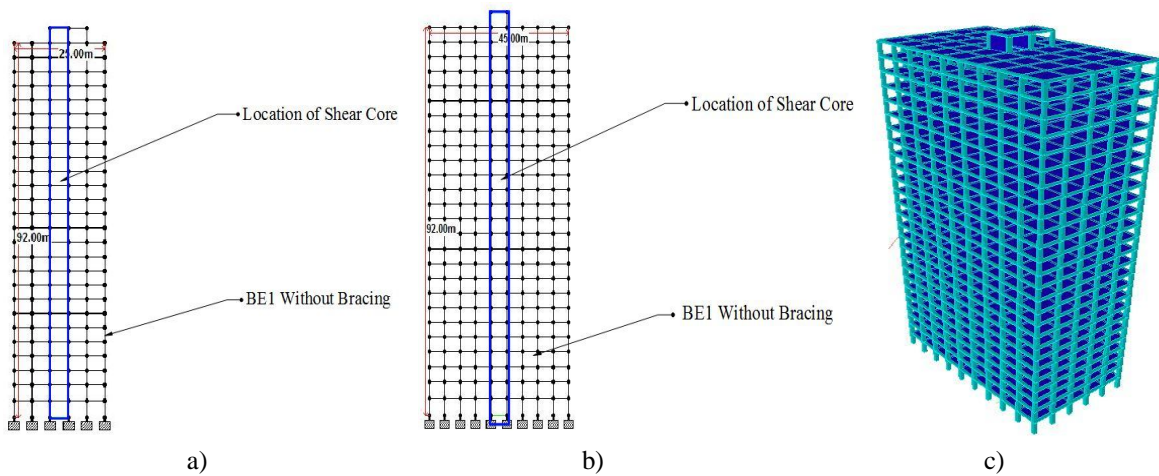 25.00m
Location of Shear Core
92.00m
BE1 Without Bracing
a)
45.00m
Location of Shear Core
92.00m
BE1 Without Bracing
b)
c)